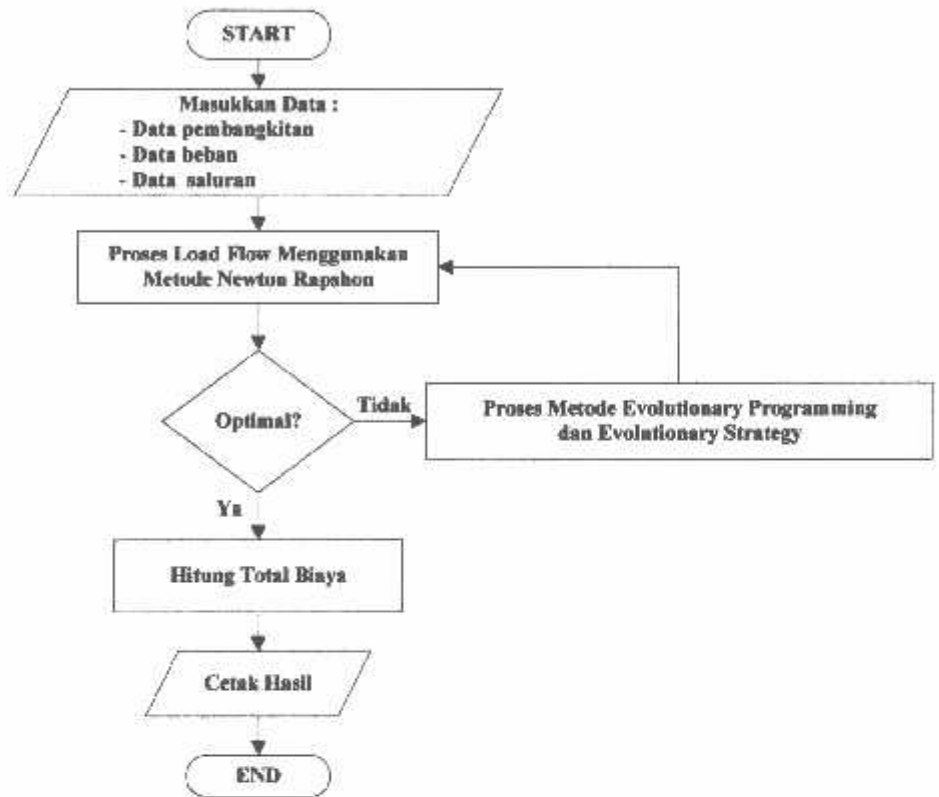 START
Masukkan Data :
- Data pembangkitan
- Data beban
- Data saluran
Proses Load Flow Menggunakan
Metode Newton Rapshon
Optimal?
Tidak
Proses Metode Evolutionary Programming
dan Evolutionary Strategy
Ya
Hitung Total Biaya
Cetak Hasil
END